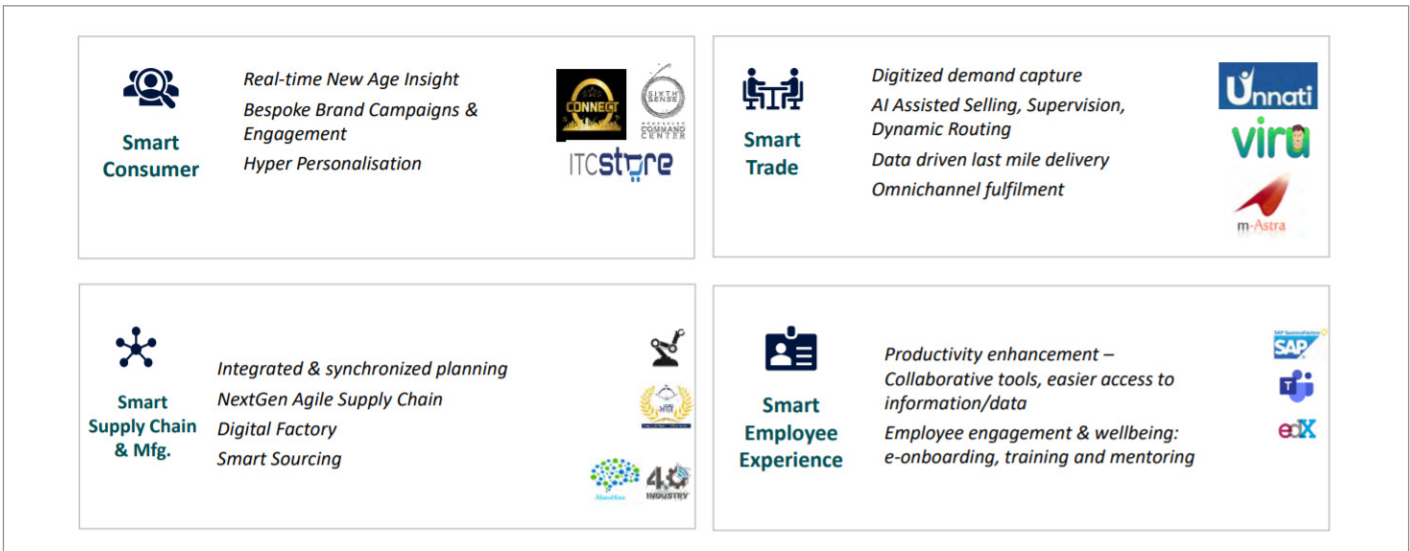 Smart
Consumer
Real-time New Age Insight
Bespoke Brand Campaigns &
Engagement
Hyper Personalisation
CONNECT
SIXTH
SENSE
COMMAND
CENTER
ITCstore
Smart
Trade
Digitized demand capture
AI Assisted Selling, Supervision,
Dynamic Routing
Data driven last mile delivery
Omnichannel fulfilment
Unnati
viru
m-Astra
Smart
Supply Chain
& Mfg.
Integrated & synchronized planning
NextGen Agile Supply Chain
Digital Factory
Smart Sourcing
4.0
INDUSTRY
Smart
Employee
Experience
Productivity enhancement –
Collaborative tools, easier access to
information/data
Employee engagement & wellbeing:
e-onboarding, training and mentoring
SAP SuccessFactors
SAP
T
edX